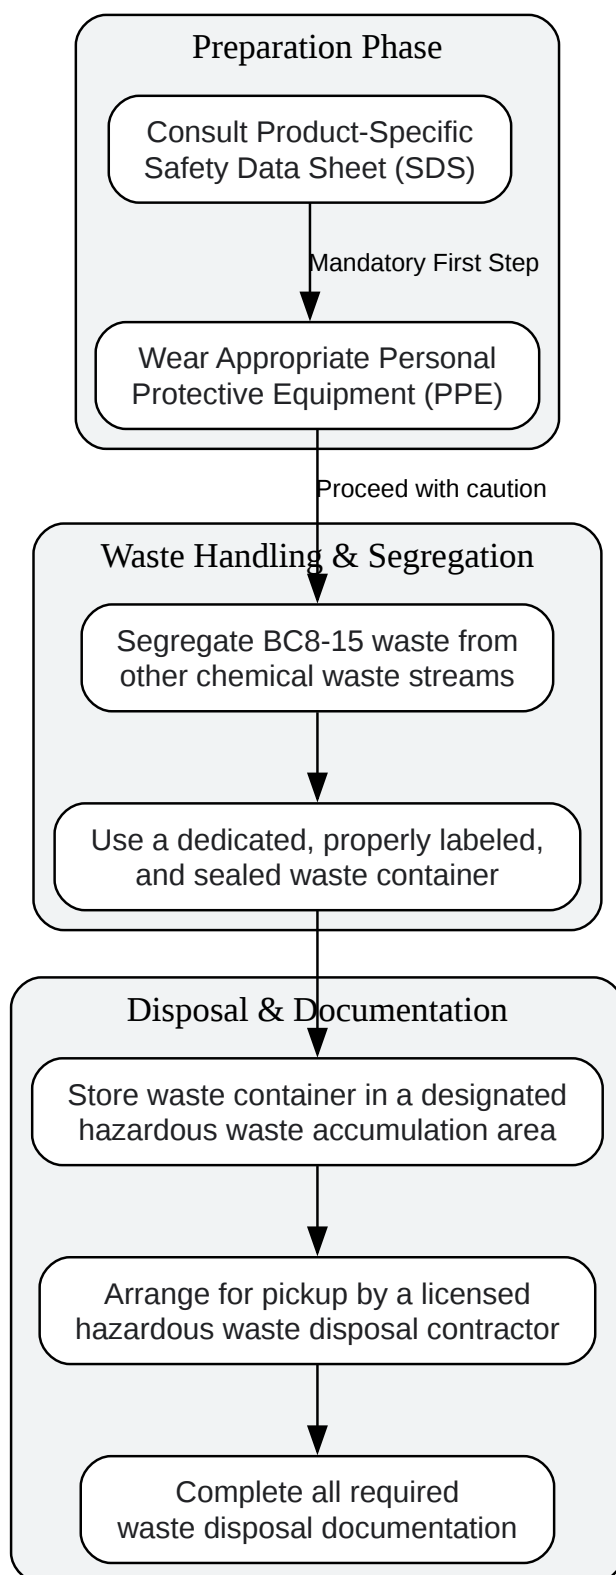 Preparation Phase
Consult Product-Specific
Safety Data Sheet (SDS)
Mandatory First Step
Wear Appropriate Personal
Protective Equipment (PPE)
Proceed with caution
Waste Handling & Segregation
Segregate BC8-15 waste from
other chemical waste streams
Use a dedicated, properly labeled,
and sealed waste container
Disposal & Documentation
Store waste container in a designated
hazardous waste accumulation area
Arrange for pickup by a licensed
hazardous waste disposal contractor
Complete all required
waste disposal documentation